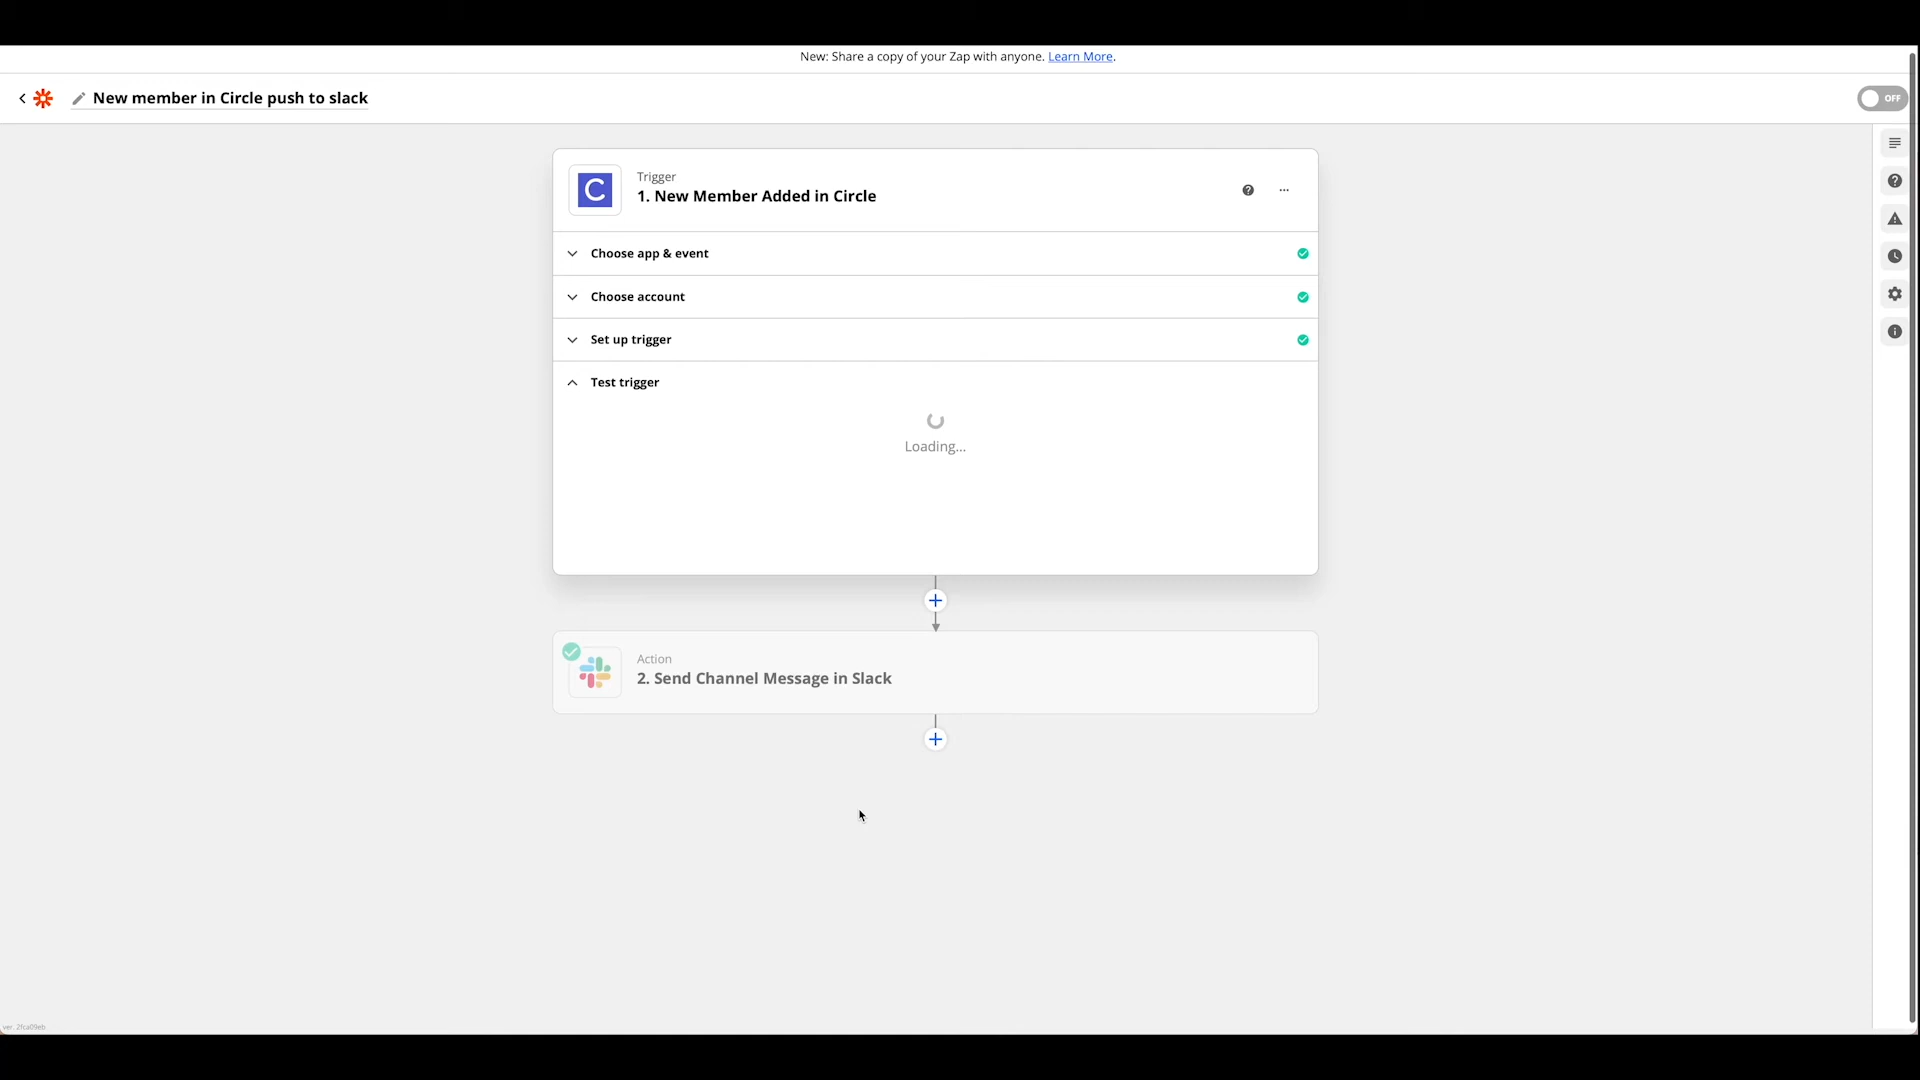 New: Share a copy of your Zap with anyone. Learn More.
New member in Circle push to slack
OFF
Trigger
1. New Member Added in Circle
Choose app & event
Choose account
Set up trigger
Test trigger
Loading...
Action
2. Send Channel Message in Slack
ver. 2fca09eb